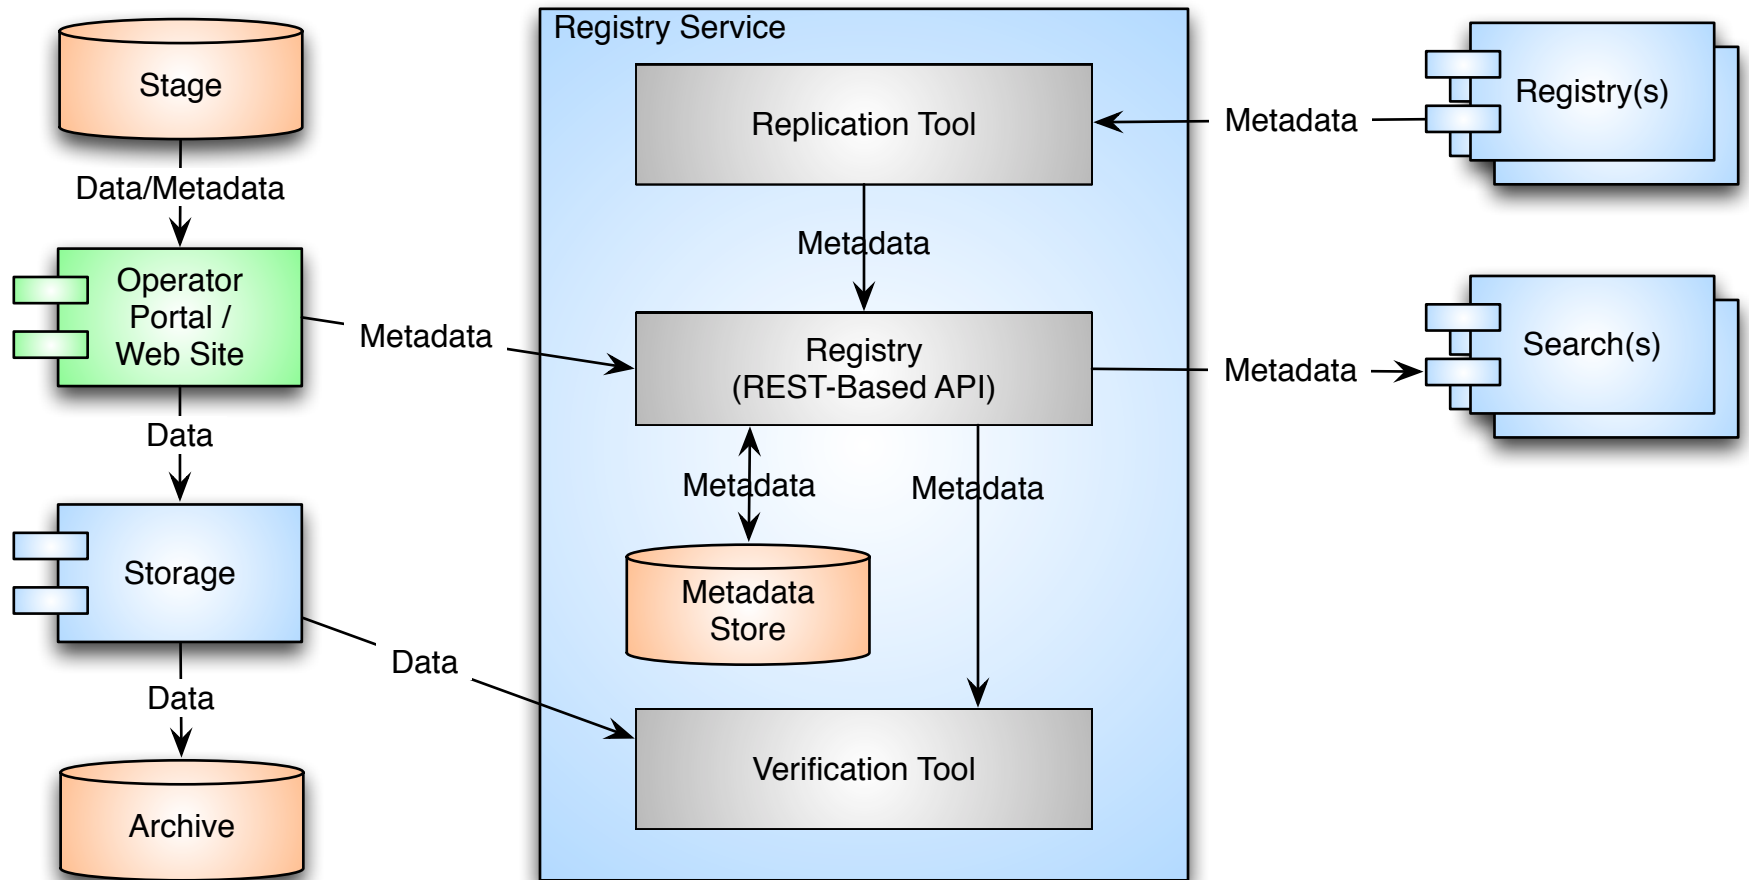 Registry Service
Stage
Replication Tool
Metadata
Registry(s)
Data/Metadata
Metadata
Operator
Portal /
Web Site
Metadata
Registry
(REST-Based API)
Metadata
Search(s)
Data
Metadata
Metadata
Storage
Metadata
Store
Data
Data
Verification Tool
Archive